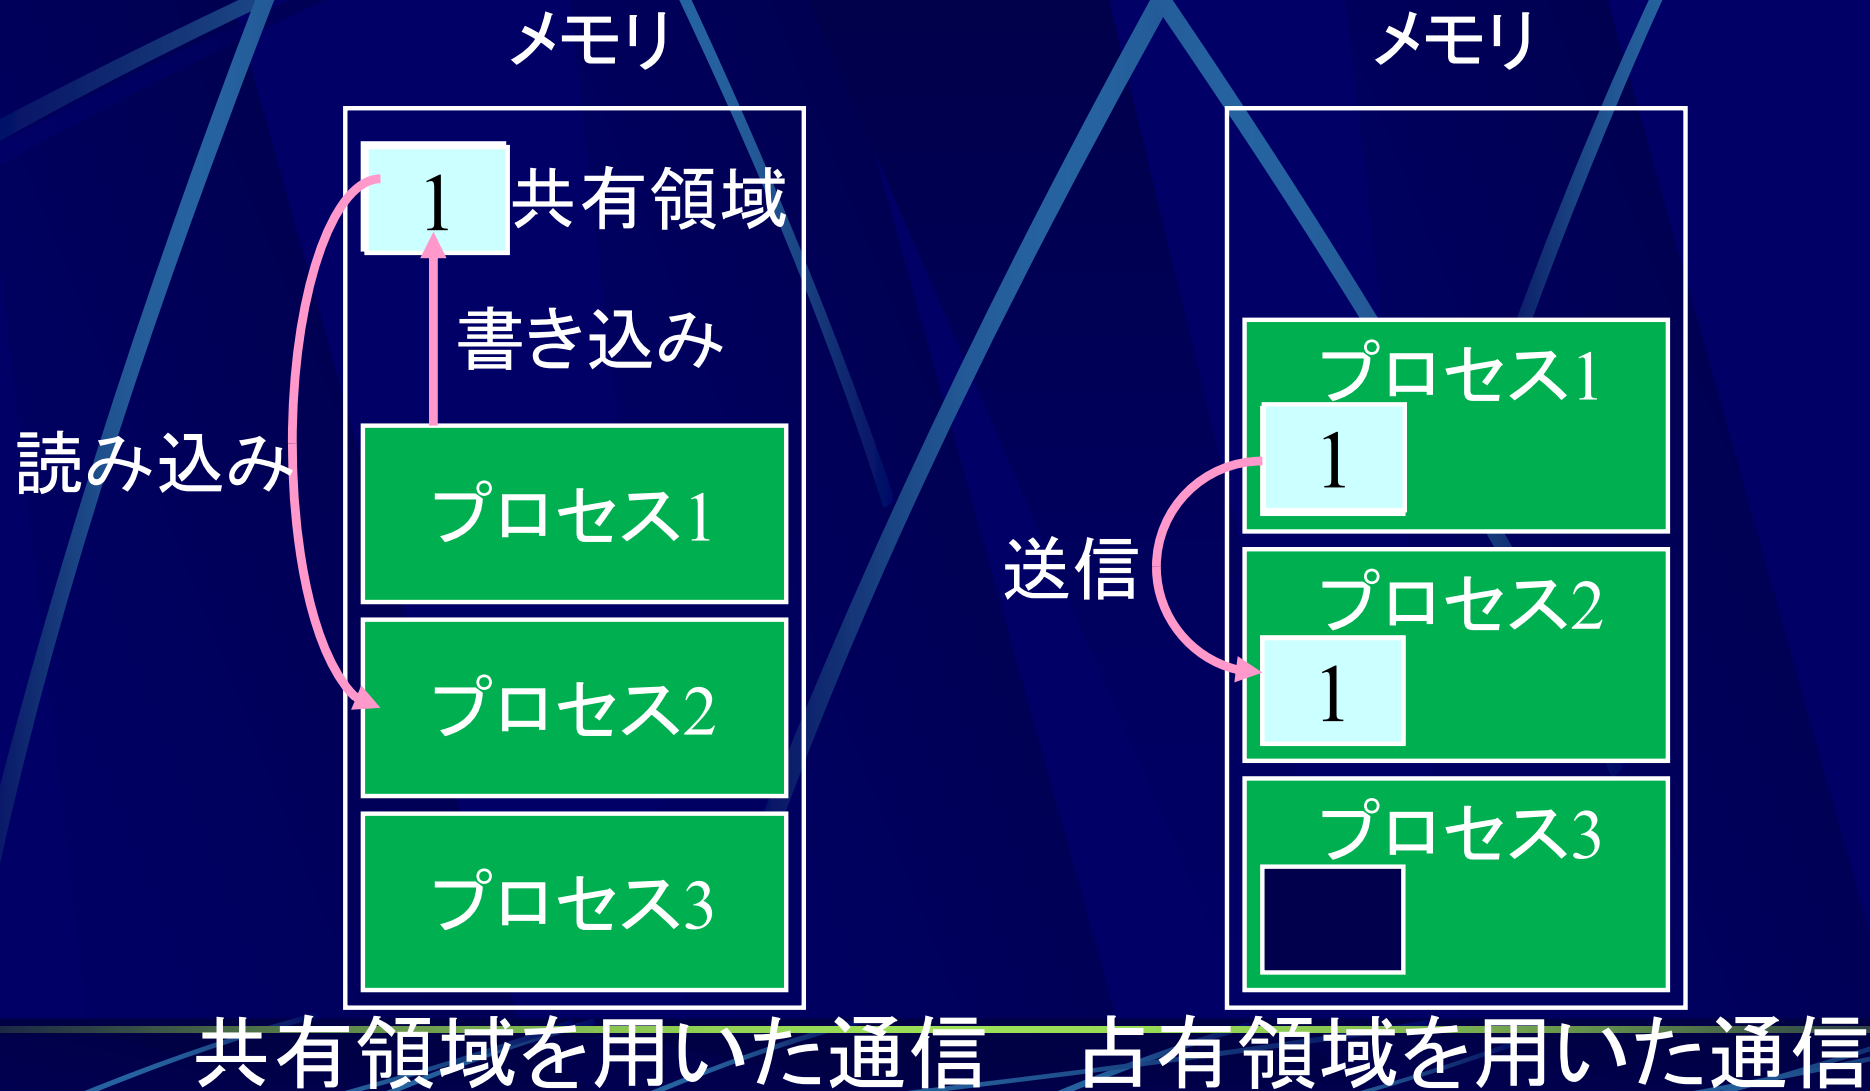 メモリ
1
共有領域
書き込み
読み込み
プロセス1
プロセス2
プロセス3
共有領域を用いた通信
メモリ
プロセス1
1
送信
プロセス2
1
プロセス3
占有領域を用いた通信